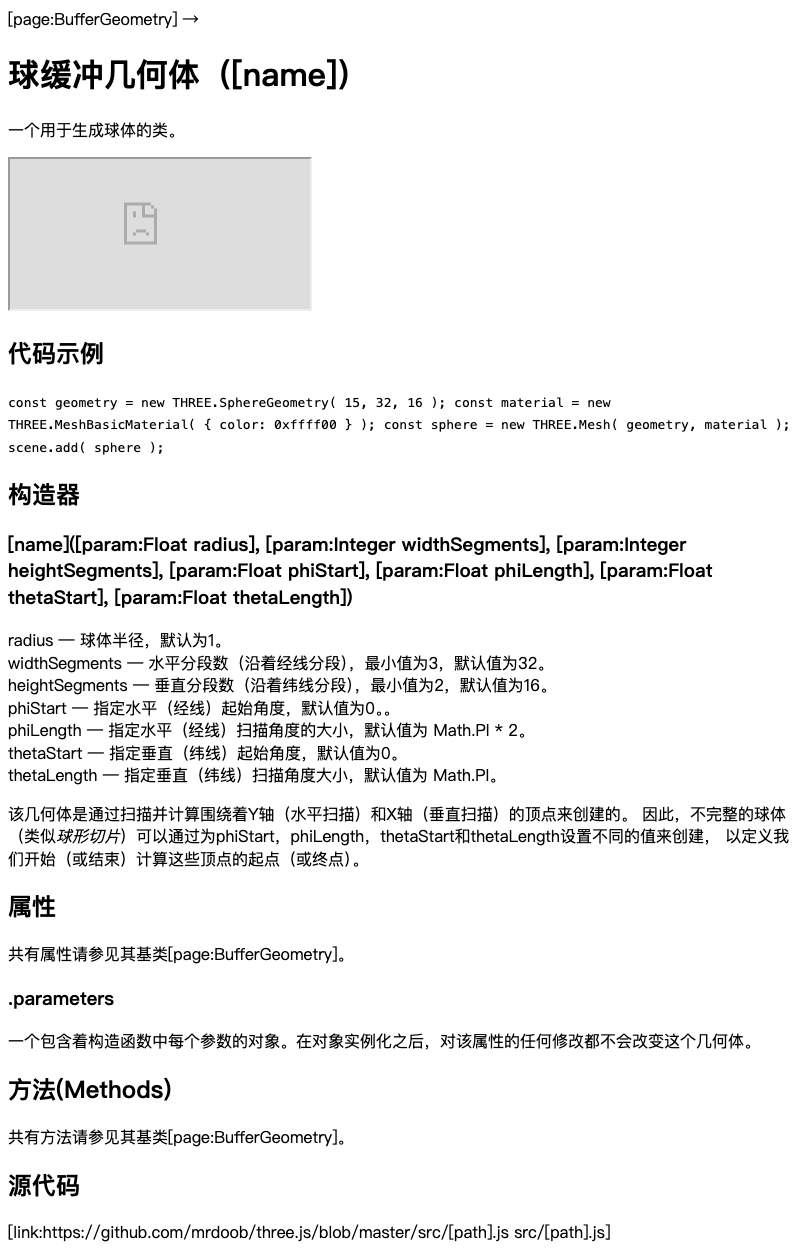 [page:BufferGeometry] →
球缓冲几何体（[name]）
一个用于生成球体的类。
代码示例
const geometry = new THREE.SphereGeometry( 15, 32, 16 ); const material = new
THREE.MeshBasicMaterial( { color: 0xffff00 } ); const sphere = new THREE.Mesh( geometry, material );
scene.add( sphere );
构造器
[name]([param:Float radius], [param:Integer widthSegments], [param:Integer
heightSegments], [param:Float phiStart], [param:Float phiLength], [param:Float
thetaStart], [param:Float thetaLength])
radius — 球体半径，默认为1。
widthSegments — 水平分段数（沿着经线分段），最小值为3，默认值为32。
heightSegments — 垂直分段数（沿着纬线分段），最小值为2，默认值为16。
phiStart — 指定水平（经线）起始角度，默认值为0。。
phiLength — 指定水平（经线）扫描角度的大小，默认值为 Math.PI * 2。
thetaStart — 指定垂直（纬线）起始角度，默认值为0。
thetaLength — 指定垂直（纬线）扫描角度大小，默认值为 Math.PI。
该几何体是通过扫描并计算围绕着Y轴（水平扫描）和X轴（垂直扫描）的顶点来创建的。 因此，不完整的球体
（类似球形切片）可以通过为phiStart，phiLength，thetaStart和thetaLength设置不同的值来创建， 以定义我
们开始（或结束）计算这些顶点的起点（或终点）。
属性
共有属性请参见其基类[page:BufferGeometry]。
.parameters
一个包含着构造函数中每个参数的对象。在对象实例化之后，对该属性的任何修改都不会改变这个几何体。
方法(Methods)
共有方法请参见其基类[page:BufferGeometry]。
源代码
[link:https://github.com/mrdoob/three.js/blob/master/src/[path].js src/[path].js]